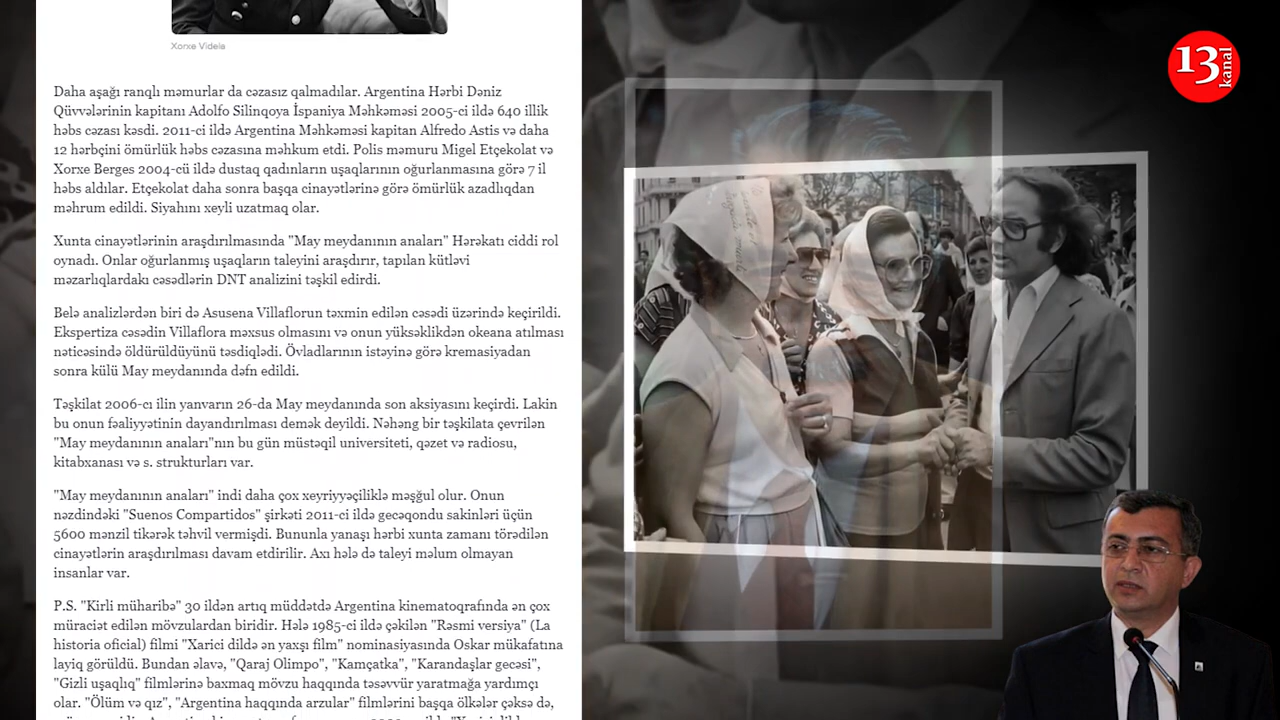 Xorxe Videla
Daha aşağı ranqlı məmurlar da cəzasız qalmadılar. Argentina Hərbi Dəniz
Qüvvələrinin kapitanı Adolfo Silinqoya İspaniya Məhkəməsi 2005-ci ildə 640 illik
həbs cəzası kəsdi. 2011-ci ildə Argentina Məhkəməsi kapitan Alfredo Astis və daha
12 hərbçini ömürlük həbs cəzasına məhkum etdi. Polis məmuru Migel Etçekolat və
Xorxe Berges 2004-cü ildə dustaq qadınların uşaqlarının oğurlanmasına görə 7 il
həbs aldılar. Etçekolat daha sonra başqa cinayətlərinə görə ömürlük azadlıqdan
məhrum edildi. Siyahını xeyli uzatmaq olar.
Xunta cinayətlərinin araşdırılmasında "May meydanının anaları" Hərəkatı ciddi rol
oynadı. Onlar oğurlanmış uşaqların taleyini araşdırır, tapılan kütləvi
məzarlıqlardakı cəsədlərin DNT analizini təşkil edirdi.
Belə analizlərdən biri də Asusena Villaflorun təxmin edilən cəsədi üzərində keçirildi.
Ekspertiza cəsədin Villaflora məxsus olmasını və onun yüksəklikdən okeana atılması
nəticəsində öldürüldüyünü təsdiqlədi. Övladlarının istəyinə görə kremasiyadan
sonra külü May meydanında dəfn edildi.
Təşkilat 2006-cı ilin yanvarın 26-da May meydanında son aksiyasını keçirdi. Lakin
bu onun fəaliyyətinin dayandırılması demək deyildi. Nəhəng bir təşkilata çevrilən
"May meydanının anaları"nın bu gün müstəqil universiteti, qəzet və radiosu,
kitabxanası və s. strukturları var.
"May meydanının anaları" indi daha çox xeyriyyəçiliklə məşğul olur. Onun
nəzdindəki "Suenos Compartidos" şirkəti 2011-ci ildə gecəqondu sakinləri üçün
5600 mənzil tikərək təhvil vermişdi. Bununla yanaşı hərbi xunta zamanı törədilən
cinayətlərin araşdırılması davam etdirilir. Axı hələ də taleyi məlum olmayan
insanlar var.
P.S. "Kirli müharibə" 30 ildən artıq müddətdə Argentina kinematoqrafında ən çox
müraciət edilən mövzulardan biridir. Hələ 1985-ci ildə çəkilən "Rəsmi versiya" (La
historia oficial) filmi "Xarici dildə ən yaxşı film" nominasiyasında Oskar mükafatına
layiq görüldü. Bundan əlavə, "Qaraj Olimpo", "Kamçatka", "Karandaşlar gecəsi",
"Gizli uşaqlıq" filmlərinə baxmaq mövzu haqqında təsəvvür yaratmağa yardımçı
olar. "Ölüm və qız", "Argentina haqqında arzular" filmlərini başqa ölkələr çəksə də,
13 kanal